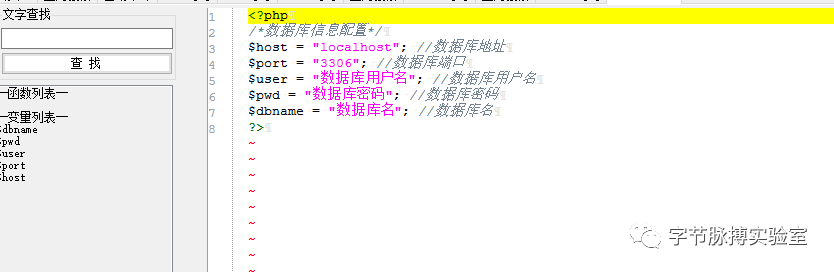 文字查找
查 找
函数列表
变量列表
$dbname
$pwd
$user
$port
$host
1 <?php
2 /*数据库信息配置*/
3 $host = "localhost"; //数据库地址
4 $port = "3306"; //数据库端口
5 $user = "数据库用户名"; //数据库用户名
6 $pwd = "数据库密码"; //数据库密码
7 $dbname = "数据库名"; //数据库名
8 ?>
~
~
~
~
~
~
~
~
字节脉搏实验室